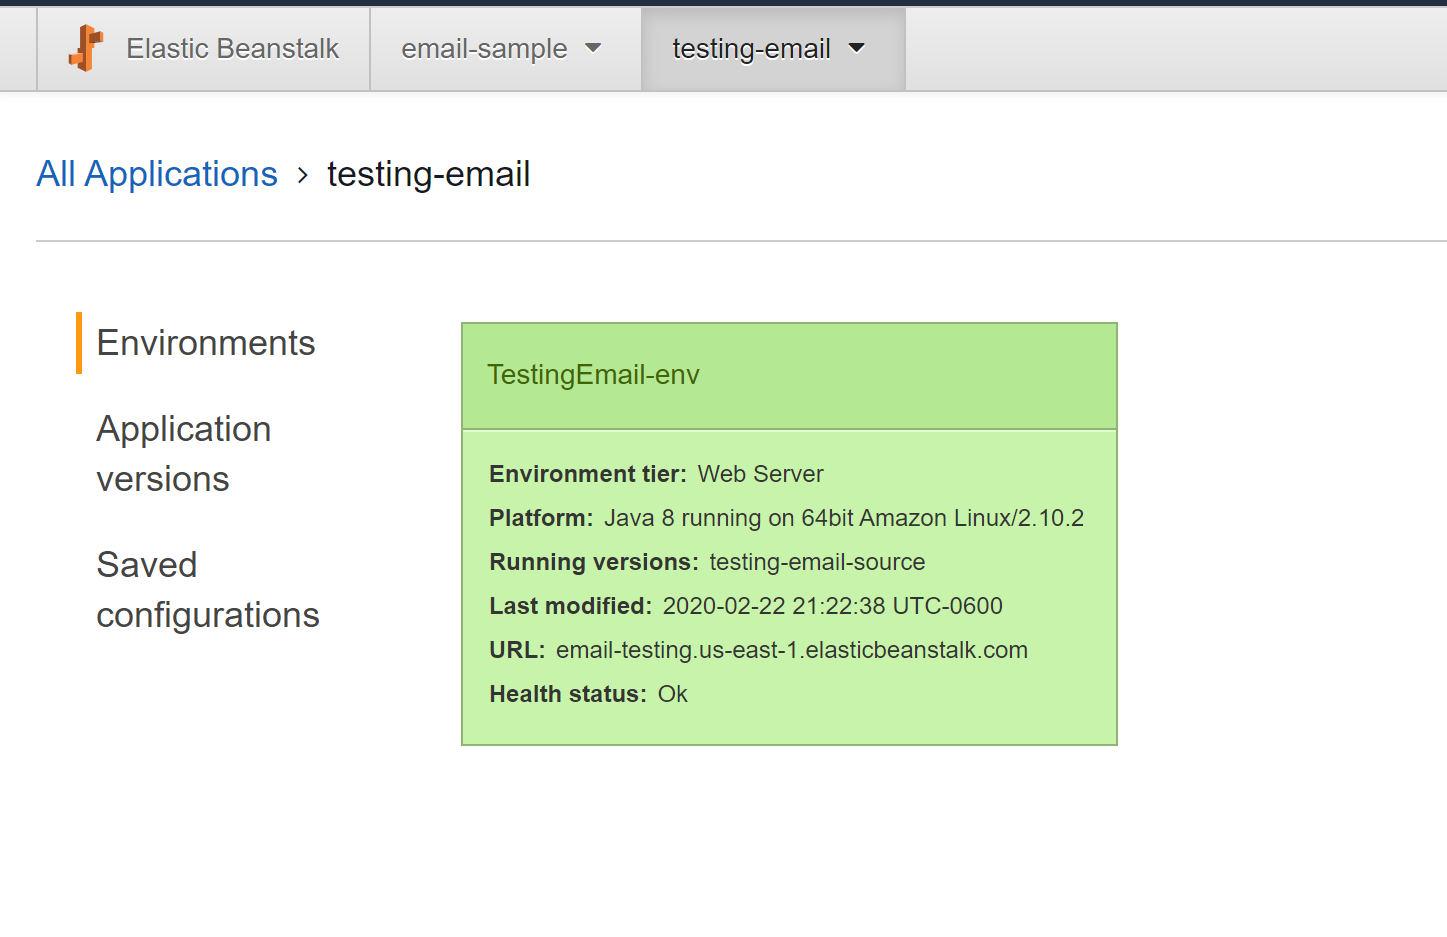 Elastic Beanstalk email-sample testing-email
All Applications › testing-email
Environments
Application
versions
Saved
configurations
TestingEmail-env
Environment tier: Web Server
Platform: Java 8 running on 64bit Amazon Linux/2.10.2
Running versions: testing-email-source
Last modified: 2020-02-22 21:22:38 UTC-0600
URL: email-testing.us-east-1.elasticbeanstalk.com
Health status: Ok